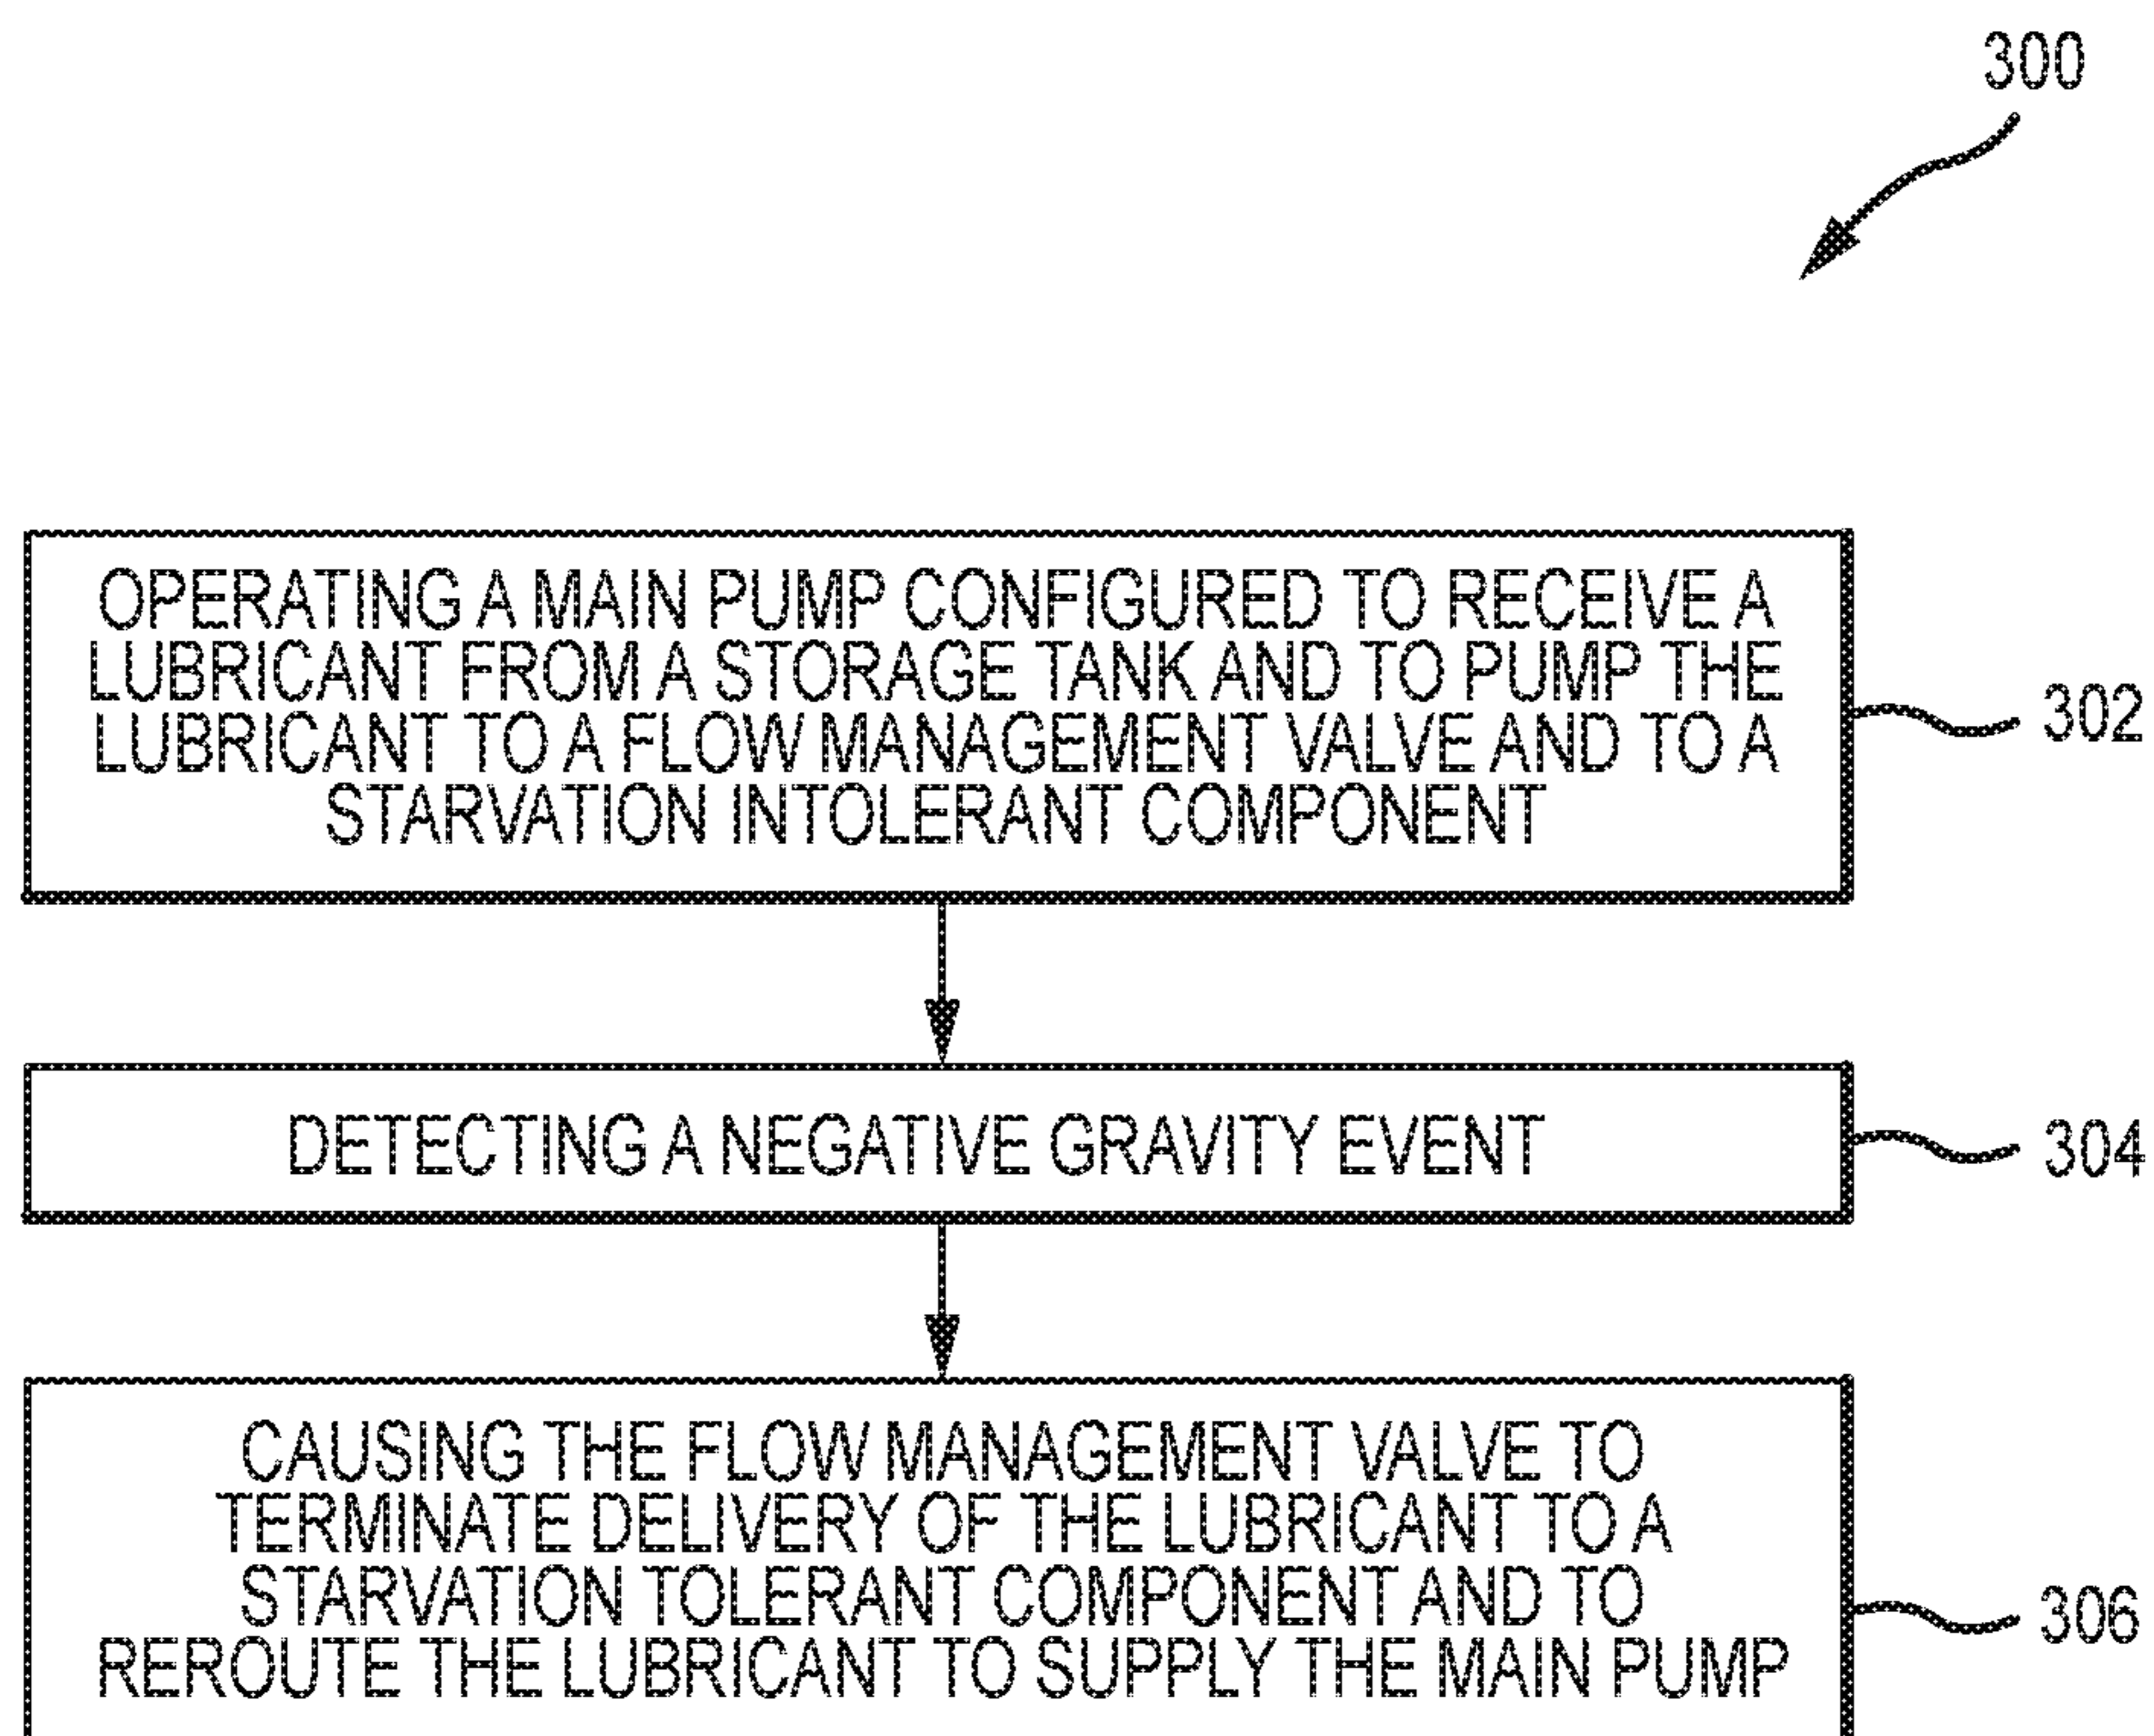 300
OPERATING A MAIN PUMP CONFIGURED TO RECEIVE A
LUBRICANT FROM A STORAGE TANK AND TO PUMP THE
LUBRICANT TO A FLOW MANAGEMENT VALVE AND TO A
STARVATION INTOLERANT COMPONENT
302
DETECTING A NEGATIVE GRAVITY EVENT
304
CAUSING THE FLOW MANAGEMENT VALVE TO
TERMINATE DELIVERY OF THE LUBRICANT TO A
STARVATION TOLERANT COMPONENT AND TO
REROUTE THE LUBRICANT TO SUPPLY THE MAIN PUMP
306